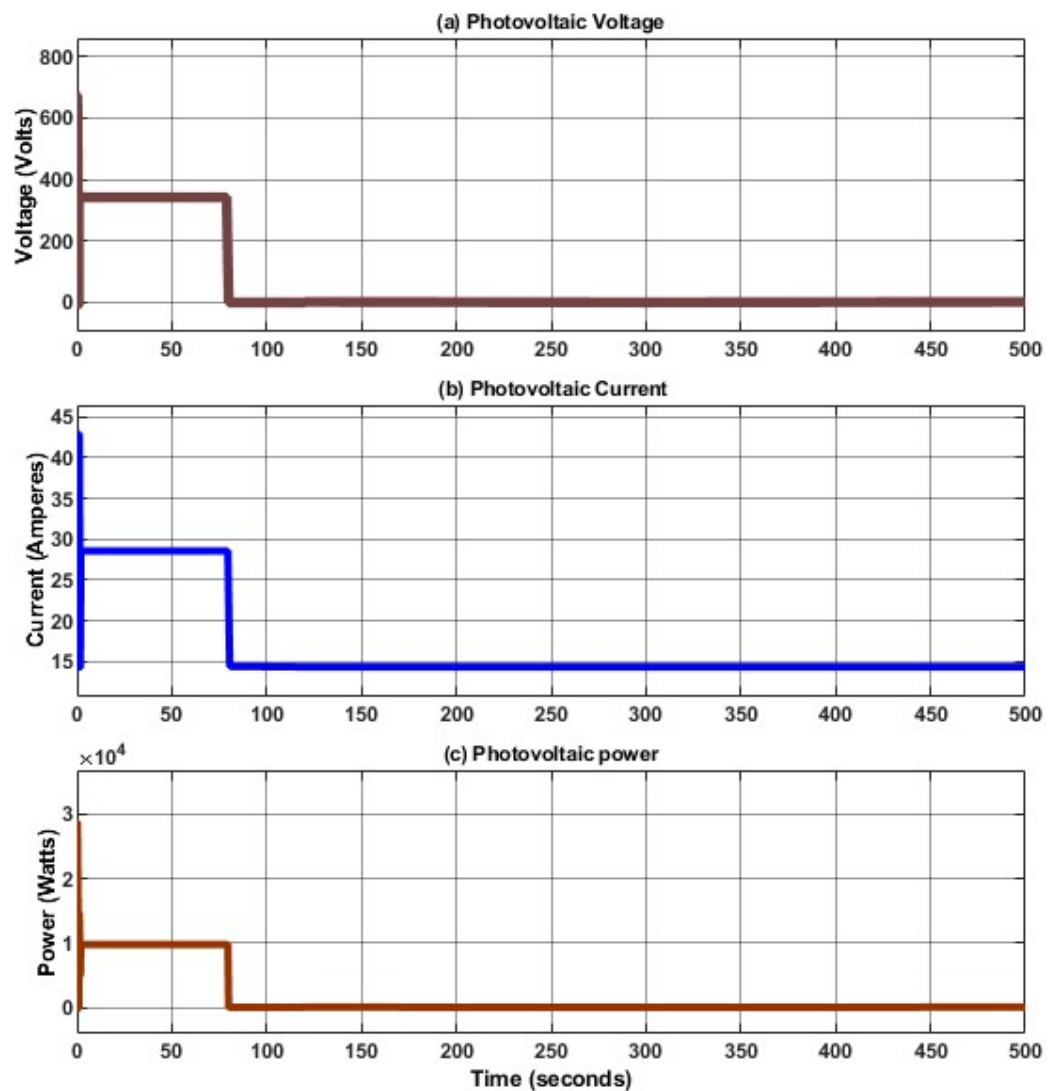 (a) Photovoltaic Voltage
800
600
400
200
0
Voltage (Volts)
0 50 100 150 200 250 300 350 400 450 500
(b) Photovoltaic Current
45
40
35
30
25
20
15
Current (Amperes)
0 50 100 150 200 250 300 350 400 450 500
(c) Photovoltaic power
×10⁴
3
2
1
0
Power (Watts)
0 50 100 150 200 250 300 350 400 450 500
Time (seconds)